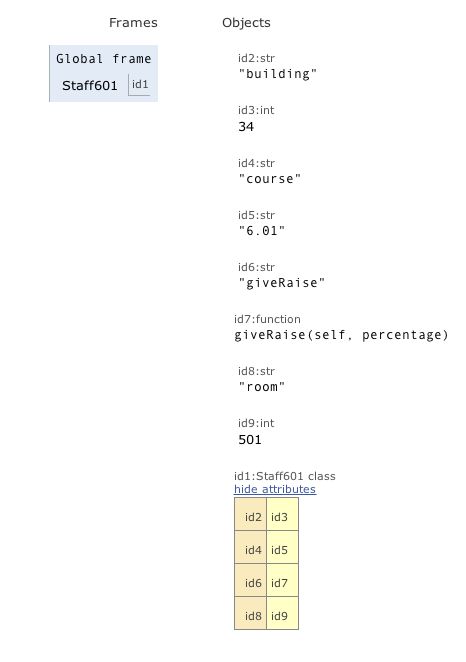 Frames Objects
Global frame
Staff601 id1
id2:str
"building"
id3:int
34
id4:str
"course"
id5:str
"6.01"
id6:str
"giveRaise"
id7:function
giveRaise(self, percentage)
id8:str
"room"
id9:int
501
id1:Staff601 class
hide attributes
id2 id3
id4 id5
id6 id7
id8 id9